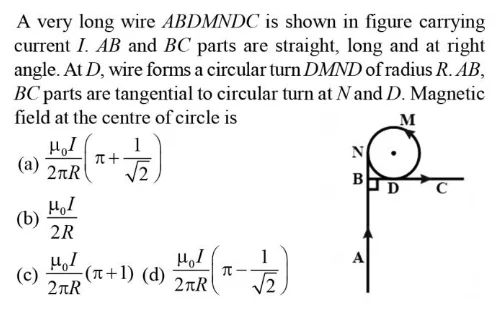 A very long wire ABDMNDC is shown in figure carrying
current I. AB and BC parts are straight, long and at right
angle. At D, wire forms a circular turn DMND of radius R. AB,
BC parts are tangential to circular turn at N and D. Magnetic
field at the centre of circle is
(a) μ₀I/2πR (π + 1/√2)
(b) μ₀I/2R
(c) μ₀I/2πR (π+1) (d) μ₀I/2πR (π − 1/√2)
M
N
B
D C
A